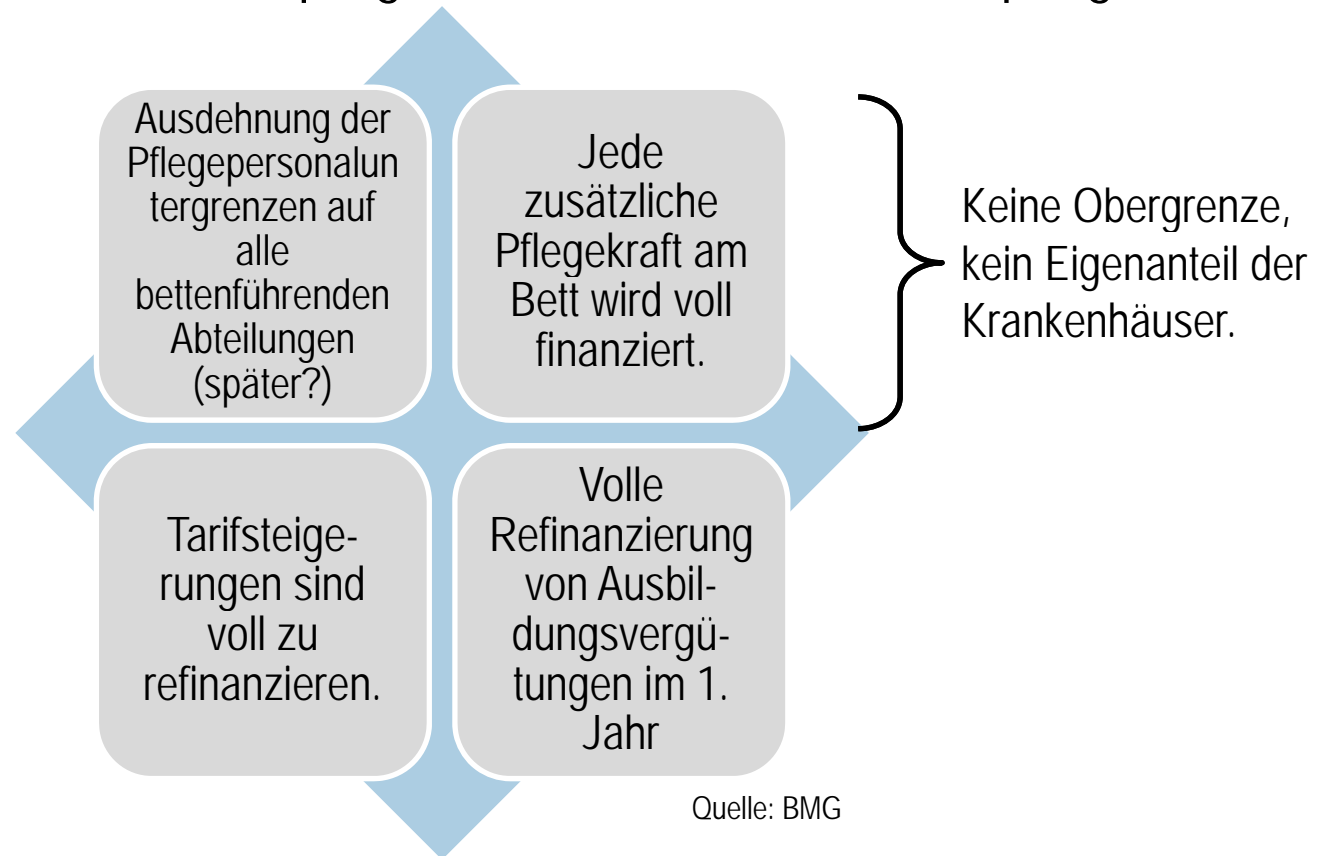 Ausdehnung der
Pflegepersonalun
tergrenzen auf
alle
bettenführenden
Abteilungen
(später?)
Jede
zusätzliche
Pflegekraft am
Bett wird voll
finanziert.
Keine Obergrenze,
kein Eigenanteil der
Krankenhäuser.
Tarifsteige-
rungen sind
voll zu
refinanzieren.
Volle
Refinanzierung
von Ausbil-
dungsvergü-
tungen im 1.
Jahr
Quelle: BMG